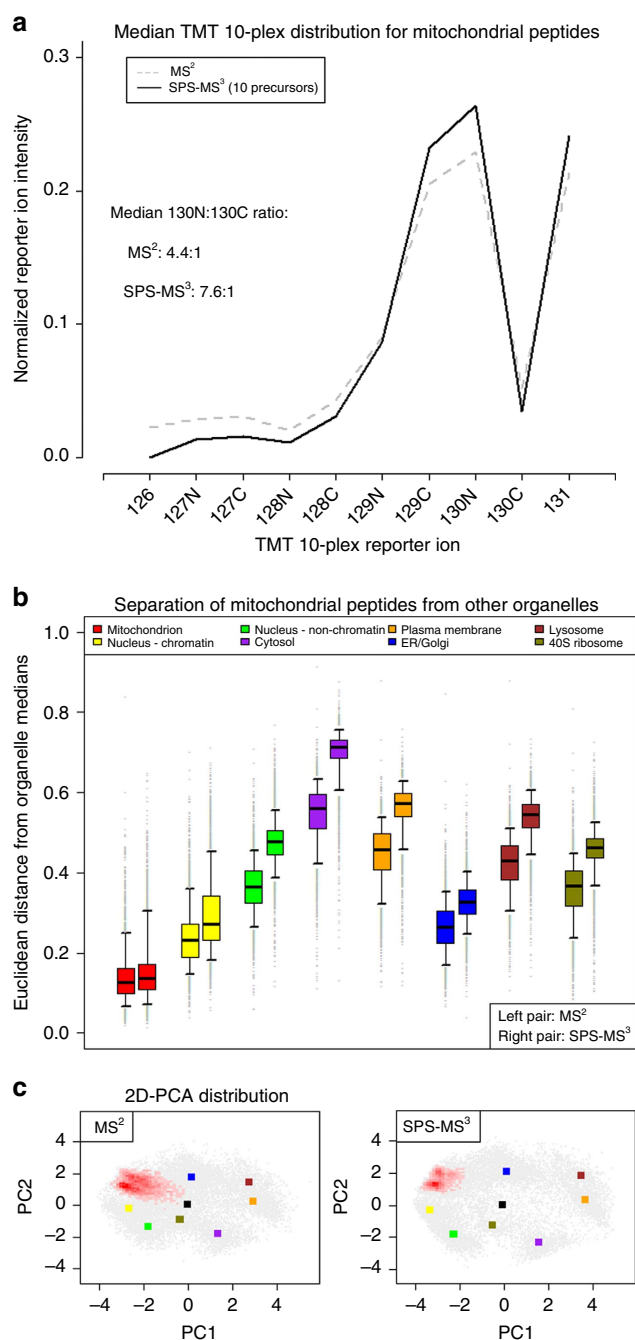 a
Median TMT 10-plex distribution for mitochondrial peptides
MS²
SPS-MS³ (10 precursors)
Normalized reporter ion intensity
0.3
0.2
0.1
0.0
Median 130N:130C ratio:
MS²: 4.4:1
SPS-MS³: 7.6:1
126
127N
127C
128N
128C
129N
129C
130N
130C
131
TMT 10-plex reporter ion
b
Separation of mitochondrial peptides from other organelles
Mitochondrion
Nucleus - non-chromatin
Plasma membrane
Lysosome
Nucleus - chromatin
Cytosol
ER/Golgi
40S ribosome
Euclidean distance from organelle medians
1.0
0.8
0.6
0.4
0.2
0.0
Left pair: MS²
Right pair: SPS-MS³
c
2D-PCA distribution
MS²
PC2
4
2
0
−2
−4
−4 −2 0 2 4
PC1
SPS-MS³
PC2
4
2
0
−2
−4
−4 −2 0 2 4
PC1